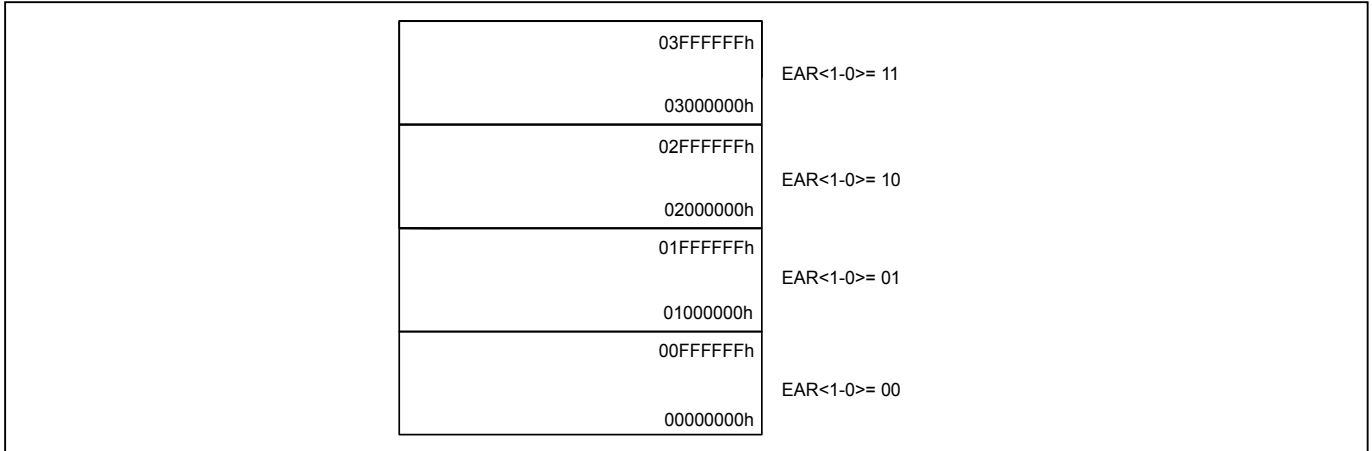 03FFFFFFh
EAR<1-0>= 11
03000000h
02FFFFFFh
EAR<1-0>= 10
02000000h
01FFFFFFh
EAR<1-0>= 01
01000000h
00FFFFFFh
EAR<1-0>= 00
00000000h